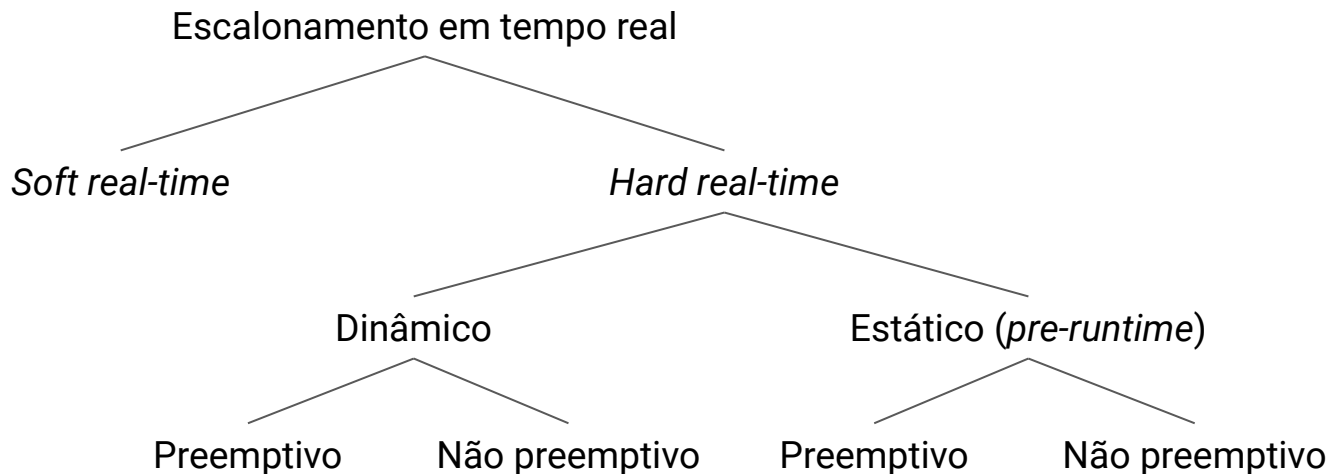 Escalonamento em tempo real
Soft real-time
Hard real-time
Dinâmico
Estático (pre-runtime)
Preemptivo
Não preemptivo
Preemptivo
Não preemptivo